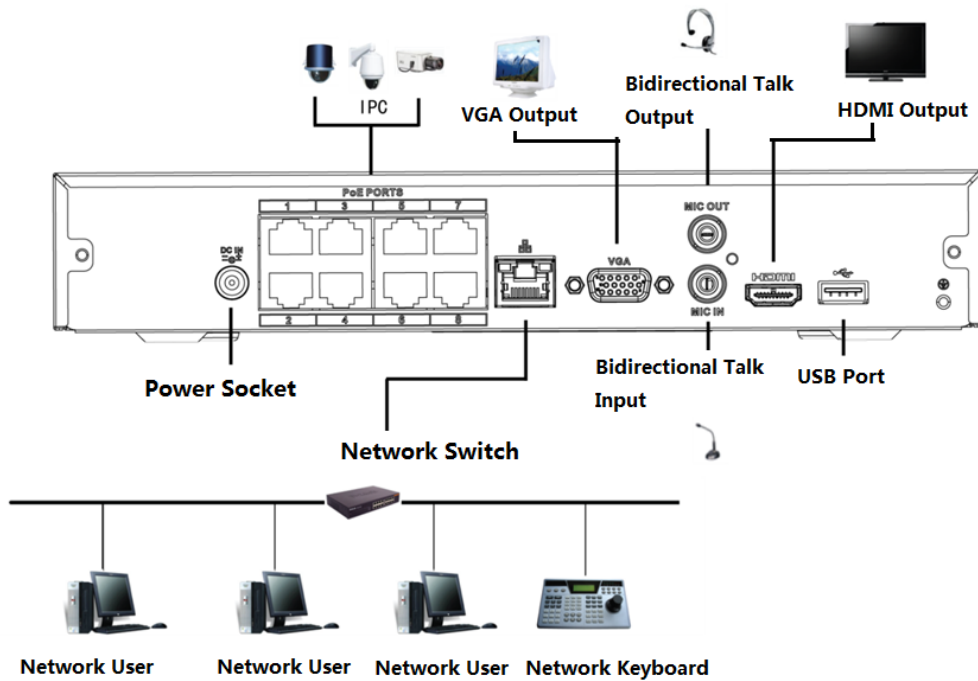 IPC
VGA Output
Bidirectional Talk
Output
HDMI Output
PoE PORTS
1 3 5 7
MIC OUT
DC IN
VGA
HDMI
2 4 6 8
MIC IN
Power Socket
Bidirectional Talk
Input
USB Port
Network Switch
Network User
Network User
Network User
Network Keyboard